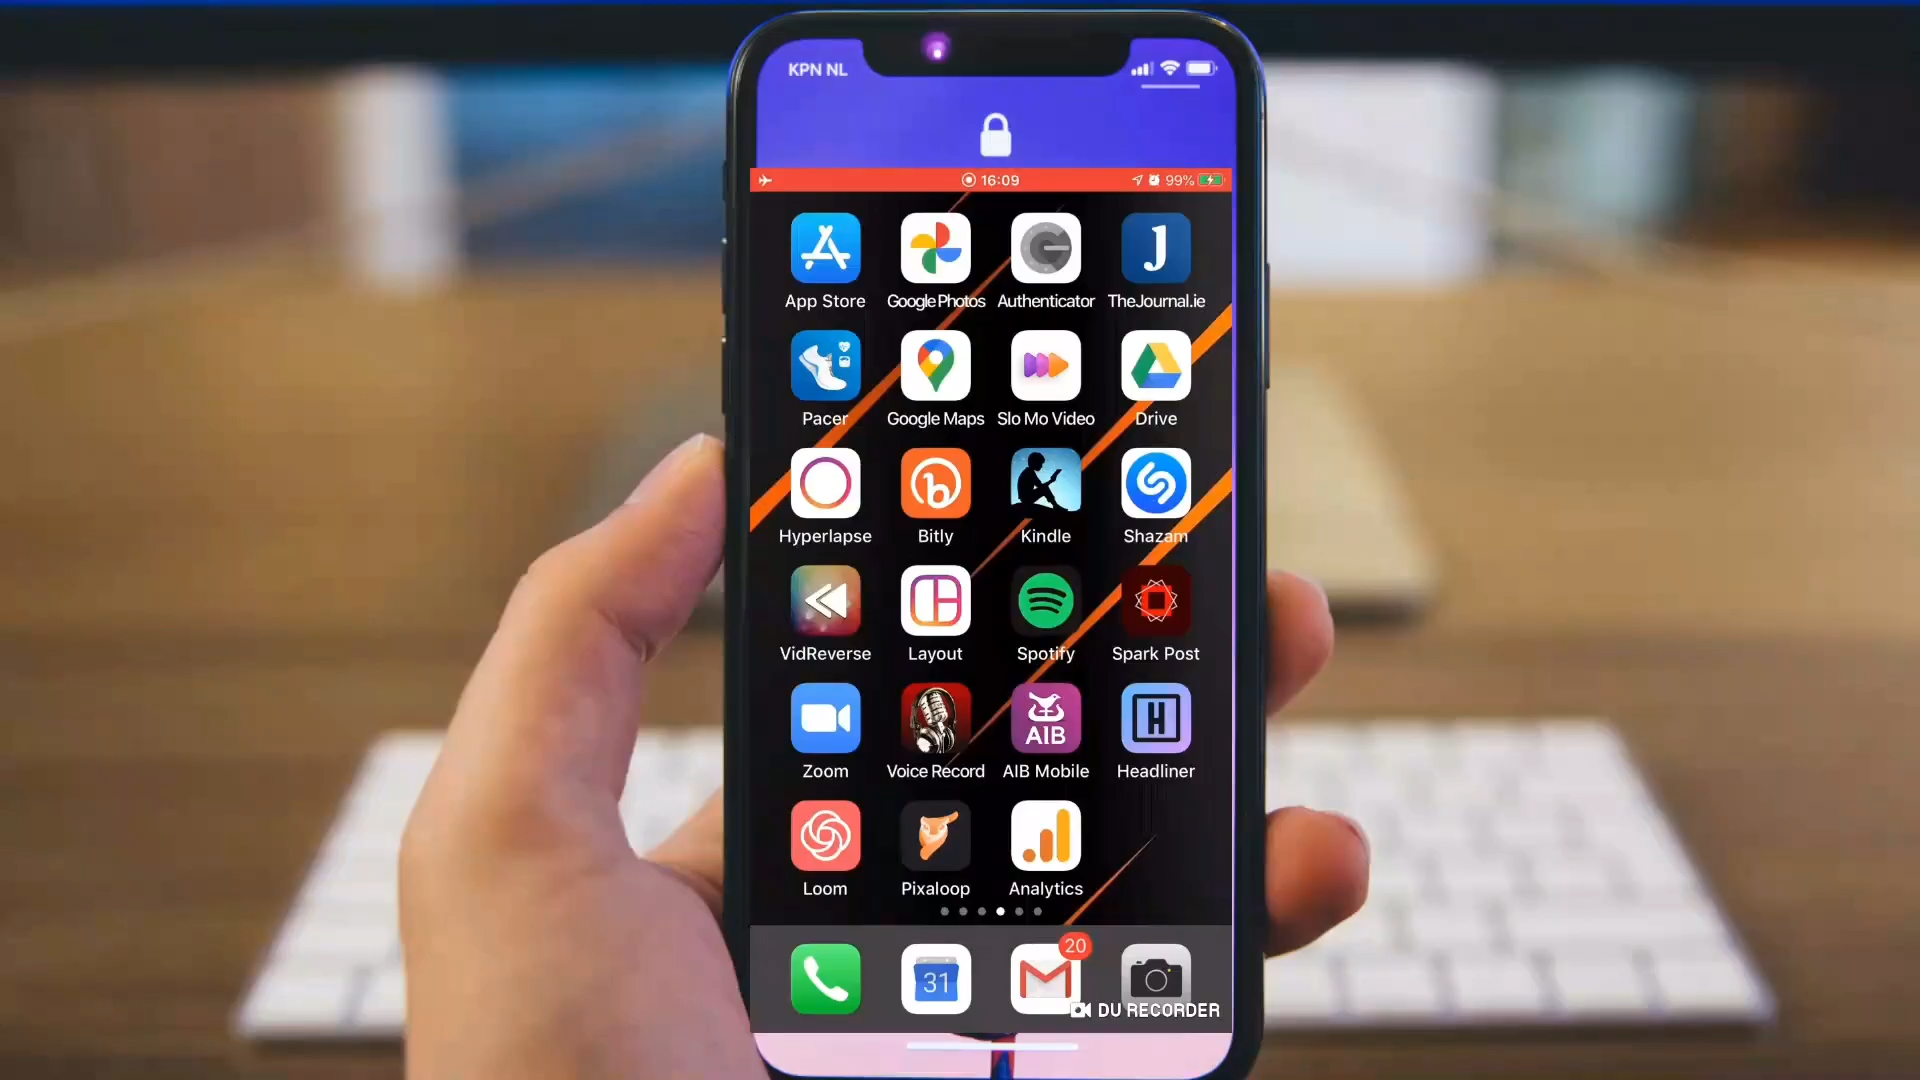 KPN NL
16:09 99%
App Store Google Photos Authenticator TheJournal.ie
J
Pacer Google Maps Slo Mo Video Drive
Hyperlapse Bitly Kindle Shazam
VidReverse Layout Spotify Spark Post
AIB
H
Zoom Voice Record AIB Mobile Headliner
Loom Pixaloop Analytics
20
31
DU RECORDER